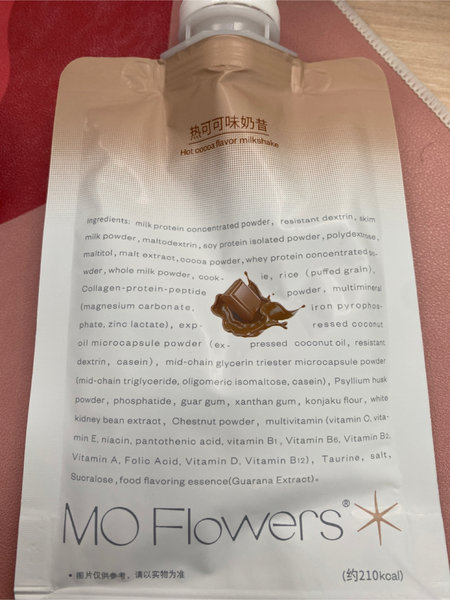 热可可味奶昔
Hot cocoa flavor milkshake
Ingredients: milk protein concentrated powder, resistant dextrin, skim
milk powder, maltodextrin, soy protein isolated powder, polydextrose,
maltitol, malt extract, cocoa powder, whey protein concentrated po-
wder, whole milk powder, cook- ie, rice (puffed grain),
Collagen-protein-peptide powder, multimineral
(magnesium carbonate, iron pyrophos-
phate, zinc lactate), exp- ressed coconut
oil microcapsule powder (ex- pressed coconut oil, resistant
dextrin, casein), mid-chain glycerin triester microcapsule powder
(mid-chain triglyceride, oligomeric isomaltose, casein), Psyllium husk
powder, phosphatide, guar gum, xanthan gum, konjaku flour, white
kidney bean extract, Chestnut powder, multivitamin (vitamin C, vita-
min E, niacin, pantothenic acid, vitamin B1, Vitamin B6, Vitamin B2,
Vitamin A, Folic Acid, Vitamin D, Vitamin B12), Taurine, salt,
Sucralose, food flavoring essence(Guarana Extract)。
MO Flowers®
• 图片仅供参考，请以实物为准
(约210kcal)